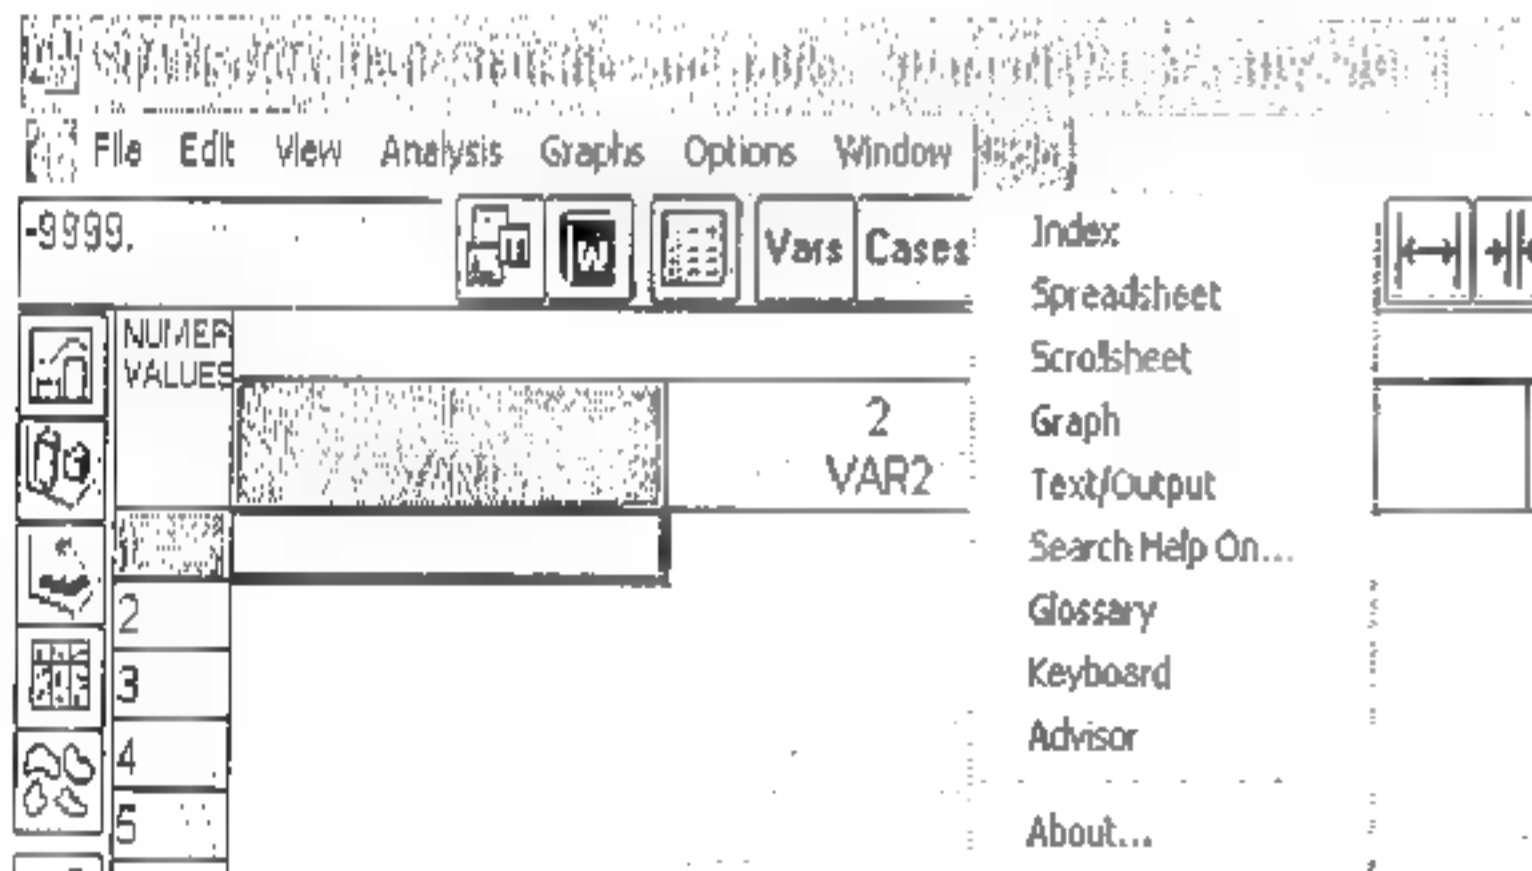 File Edit View Analysis Graphs Options Window
-9999. Vars Cases
Index
Spreadsheet
Scrollsheet
Graph
Text/Output
Search Help On...
Glossary
Keyboard
Advisor
About...
NUMER
VALUES
2
VAR2
2
3
4
5